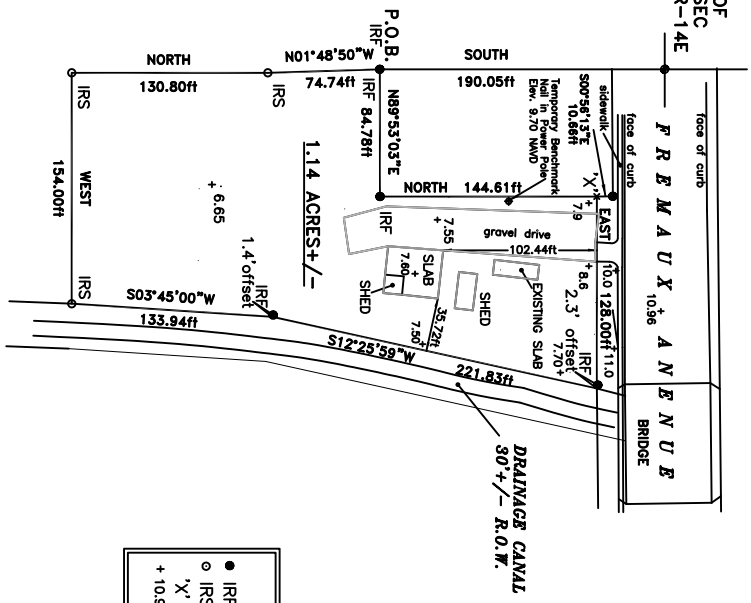 OF
SEC
R-14E
P.O.B.
IRF
SOUTH
190.05ft
face of curb
face of curb
sidewalk
F R E M A U X
A N E N U E
+
10.96
BRIDGE
S00°56'13"E
10.66ft
Temporary Benchmark
Nail in Power Pole
Elev. 9.70 NAVD
'X'
+
7.9
EAST
128.00ft
10.0
+
11.0
+
8.6
2.3' offset
IRF
7.70 +
NORTH
130.80ft
N01°48'50"W
74.74ft
IRS
IRS
IRF
N89°53'03"E
84.78ft
NORTH
144.61ft
gravel drive
102.44ft
IRF
+
7.55
SLAB
+
7.60
SHED
SHED
EXISTING SLAB
35.72ft
7.50 +
1.14 ACRES+/-
+ 6.65
WEST
154.00ft
IRS
1.4'offset
IRF
S03°45'00"W
133.94ft
S12°25'59"W
221.83ft
DRAINAGE CANAL
30'+/- R.O.W.
IRF
IRS
'X'
+ 10.9